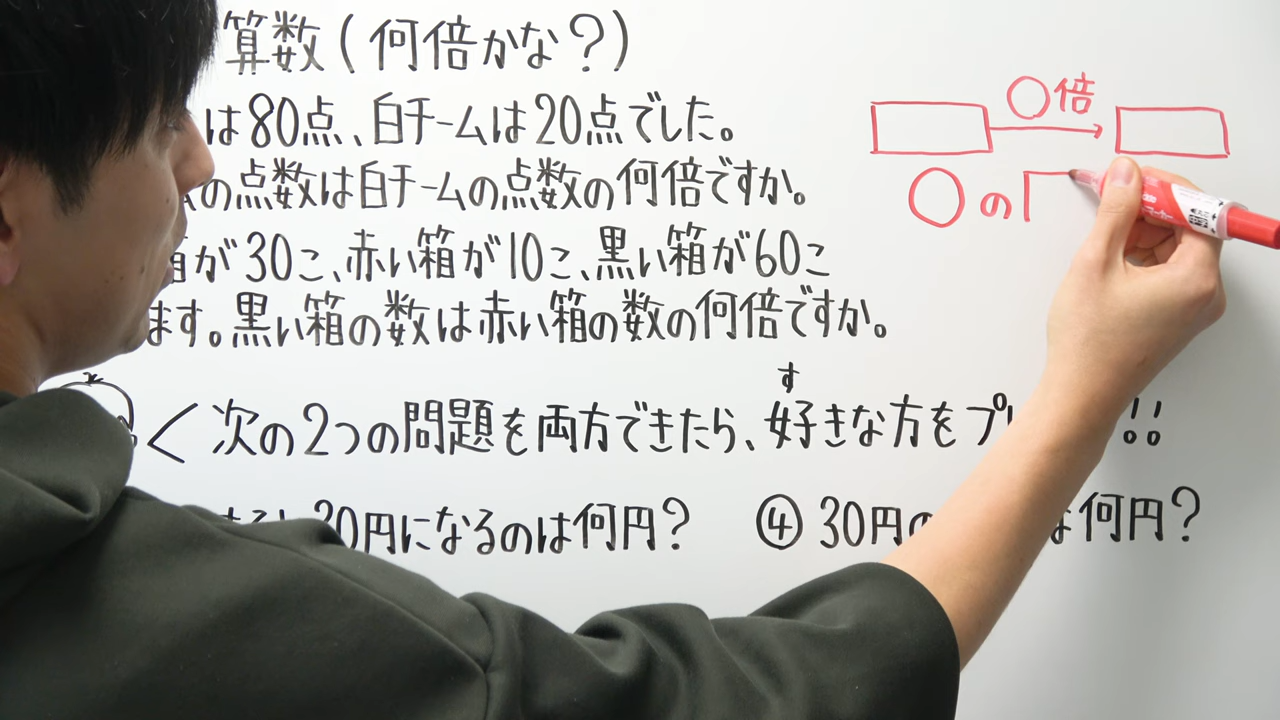 算数(何倍かな?)
は80点、白チームは20点でした。
の点数は白チームの点数の何倍ですか。
箱が30こ、赤い箱が10こ、黒い箱が60こ
ます。黒い箱の数は赤い箱の数の何倍ですか。
す
<次の2つの問題を両方できたら、好きな方をプ !!
30円になるのは何円?
④30円の は何円?
○倍
○の